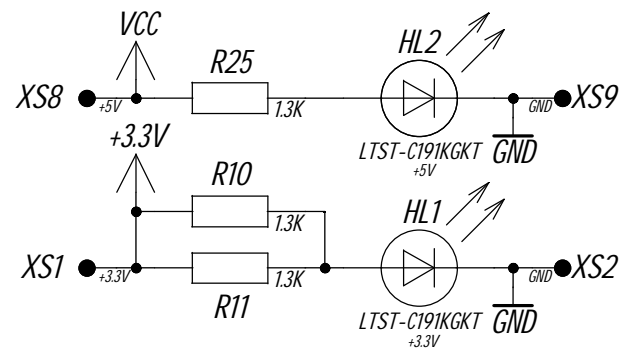 VCC
R25
HL2
XS8
+5V
1.3K
GND
XS9
LTST-C191KGKT
+5V
GND
+3.3V
R10
1.3K
HL1
XS1
+3.3V
R11
1.3K
GND
XS2
LTST-C191KGKT
+3.3V
GND